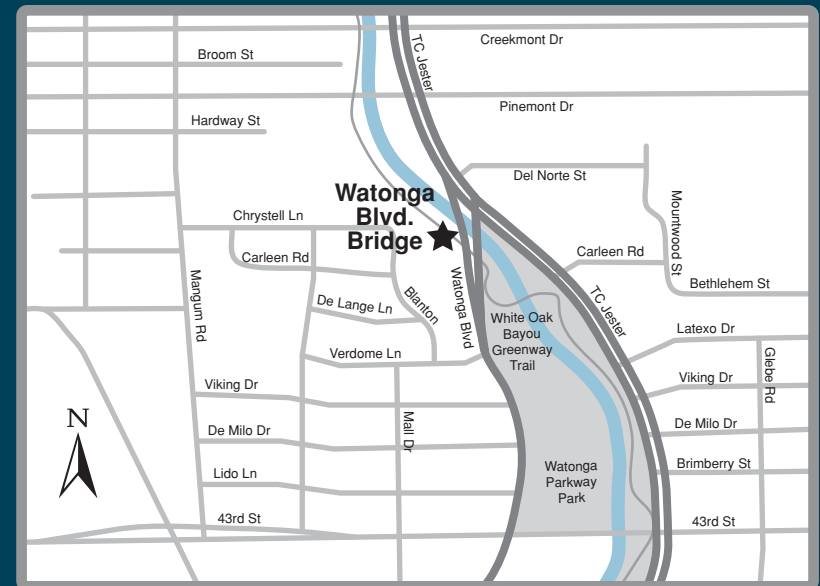 Creekmont Dr
TC Jester
Broom St
Pinemont Dr
Hardway St
Del Norte St
Watonga
Blvd.
Bridge
Mountwood St
Chrystell Ln
Carleen Rd
Carleen Rd
Bethlehem St
Mangum Rd
Blanton
Watonga Blvd
TC Jester
De Lange Ln
White Oak
Bayou
Greenway
Trail
Latexo Dr
Verdome Ln
Glebe Rd
Viking Dr
Viking Dr
Mall Dr
N
De Milo Dr
De Milo Dr
Lido Ln
Watonga
Parkway
Park
Brimberry St
43rd St
43rd St